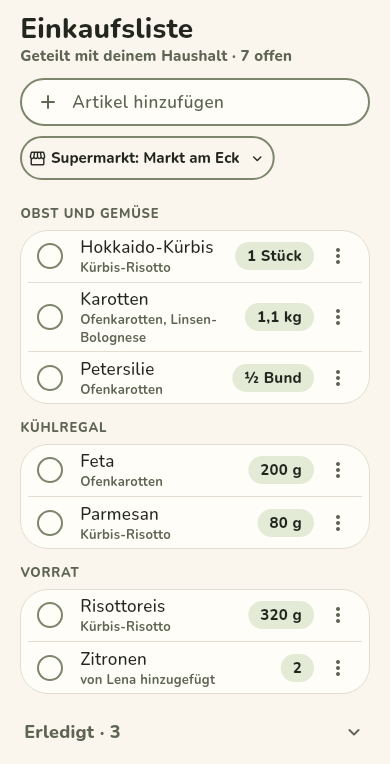 Einkaufsliste
Geteilt mit deinem Haushalt · 7 offen
Artikel hinzufügen
Supermarkt: Markt am Eck
OBST UND GEMÜSE
Hokkaido-Kürbis
Kürbis-Risotto
1 Stück
Karotten
Ofenkarotten, Linsen-
Bolognese
1,1 kg
Petersilie
Ofenkarotten
½ Bund
KÜHLREGAL
Feta
Ofenkarotten
200 g
Parmesan
Kürbis-Risotto
80 g
VORRAT
Risottoreis
Kürbis-Risotto
320 g
Zitronen
von Lena hinzugefügt
2
Erledigt · 3